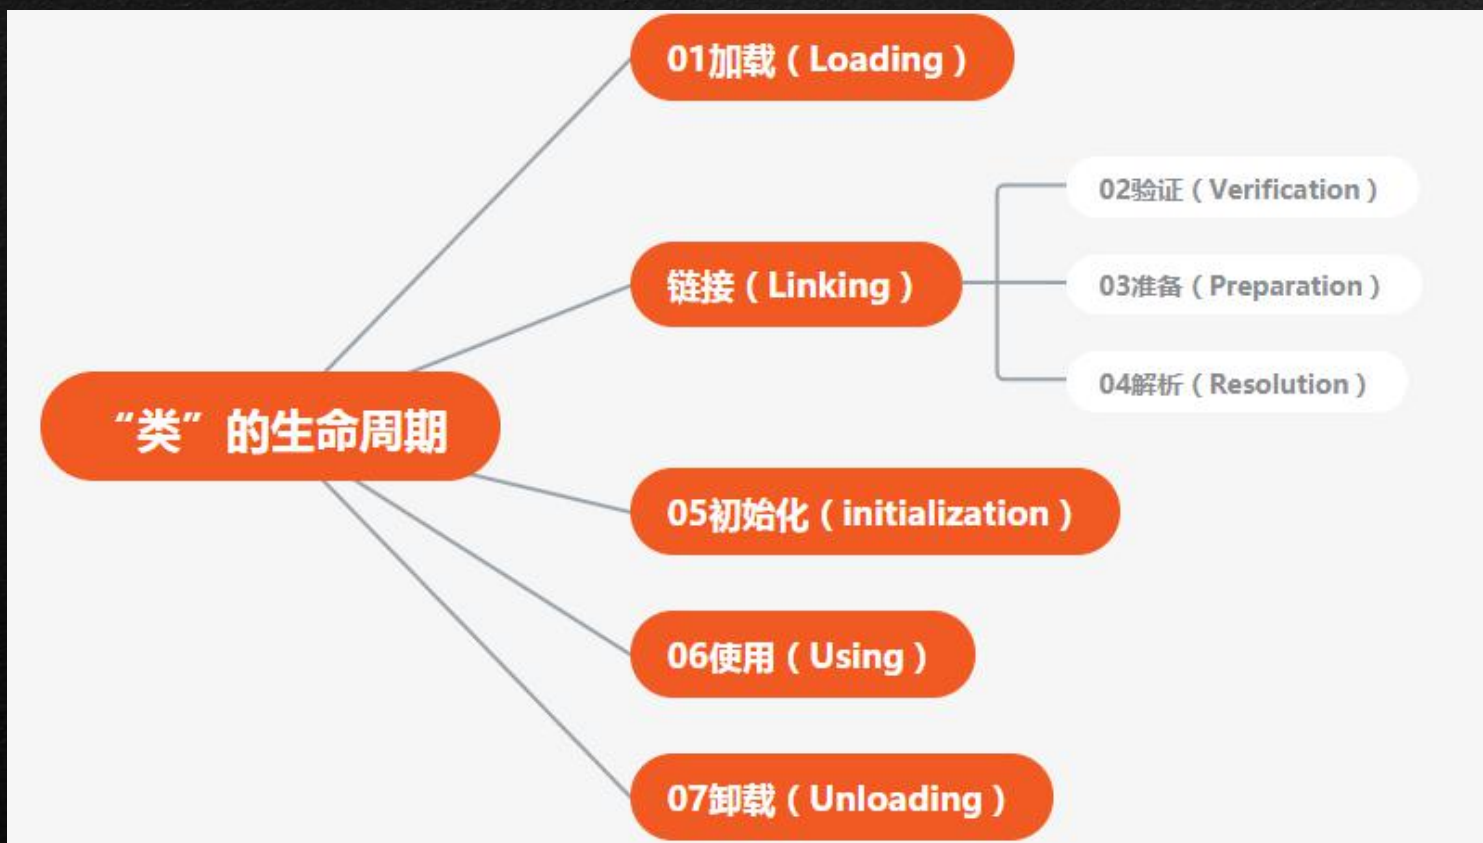 01加载（Loading）
02验证（Verification）
链接（Linking）
03准备（Preparation）
04解析（Resolution）
“类”的生命周期
05初始化（initialization）
06使用（Using）
07卸载（Unloading）